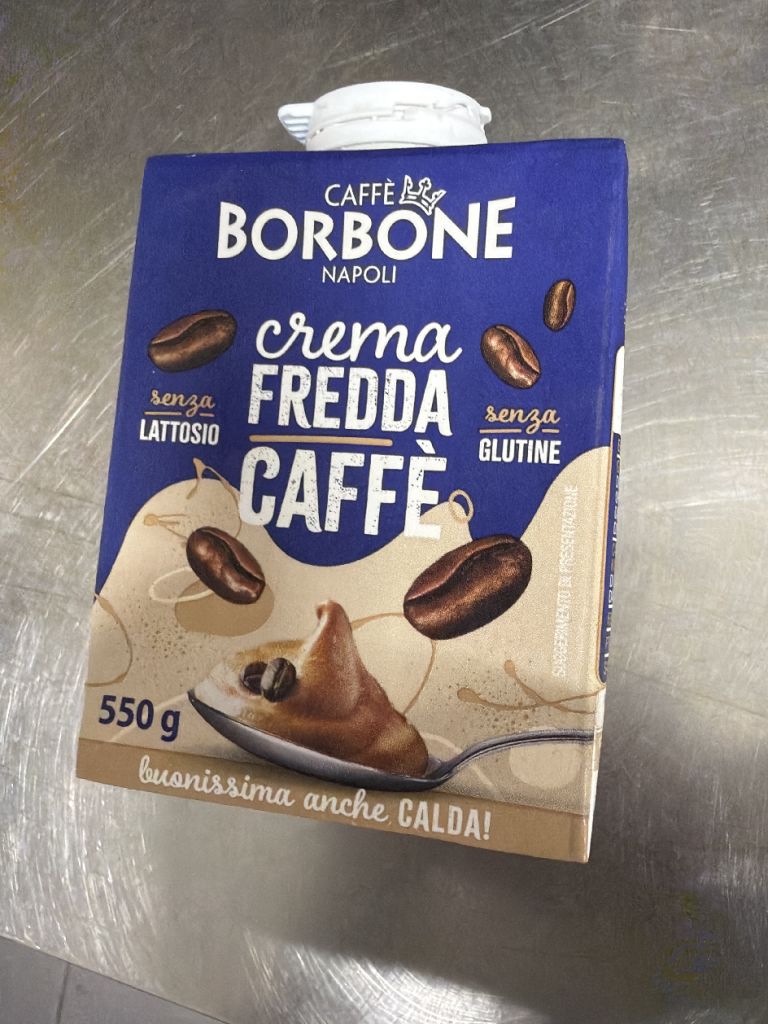 CAFFÈ
BORBONE
NAPOLI
crema
FREDDA
CAFFÈ
senza
LATTOSIO
senza
GLUTINE
SUGGERIMENTO DI PRESENTAZIONE
550 g
buonissima anche CALDA!